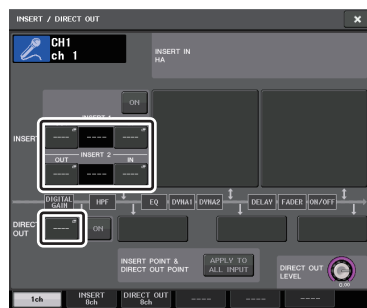 INSERT / DIRECT OUT
CH1
ch 1
INSERT IN
HA
ON
INSERT
---- ---- ----
OUT INSERT 2 IN
---- ---- ----
DIGITAL GAIN HPF EQ DYNA1 DYNA2 DELAY FADER ON/OFF
DIRECT OUT
---- ON
INSERT POINT &
DIRECT OUT POINT
APPLY TO
ALL INPUT
DIRECT OUT
LEVEL
0.00
1ch
INSERT
8ch
DIRECT OUT
8ch
---- ---- ----